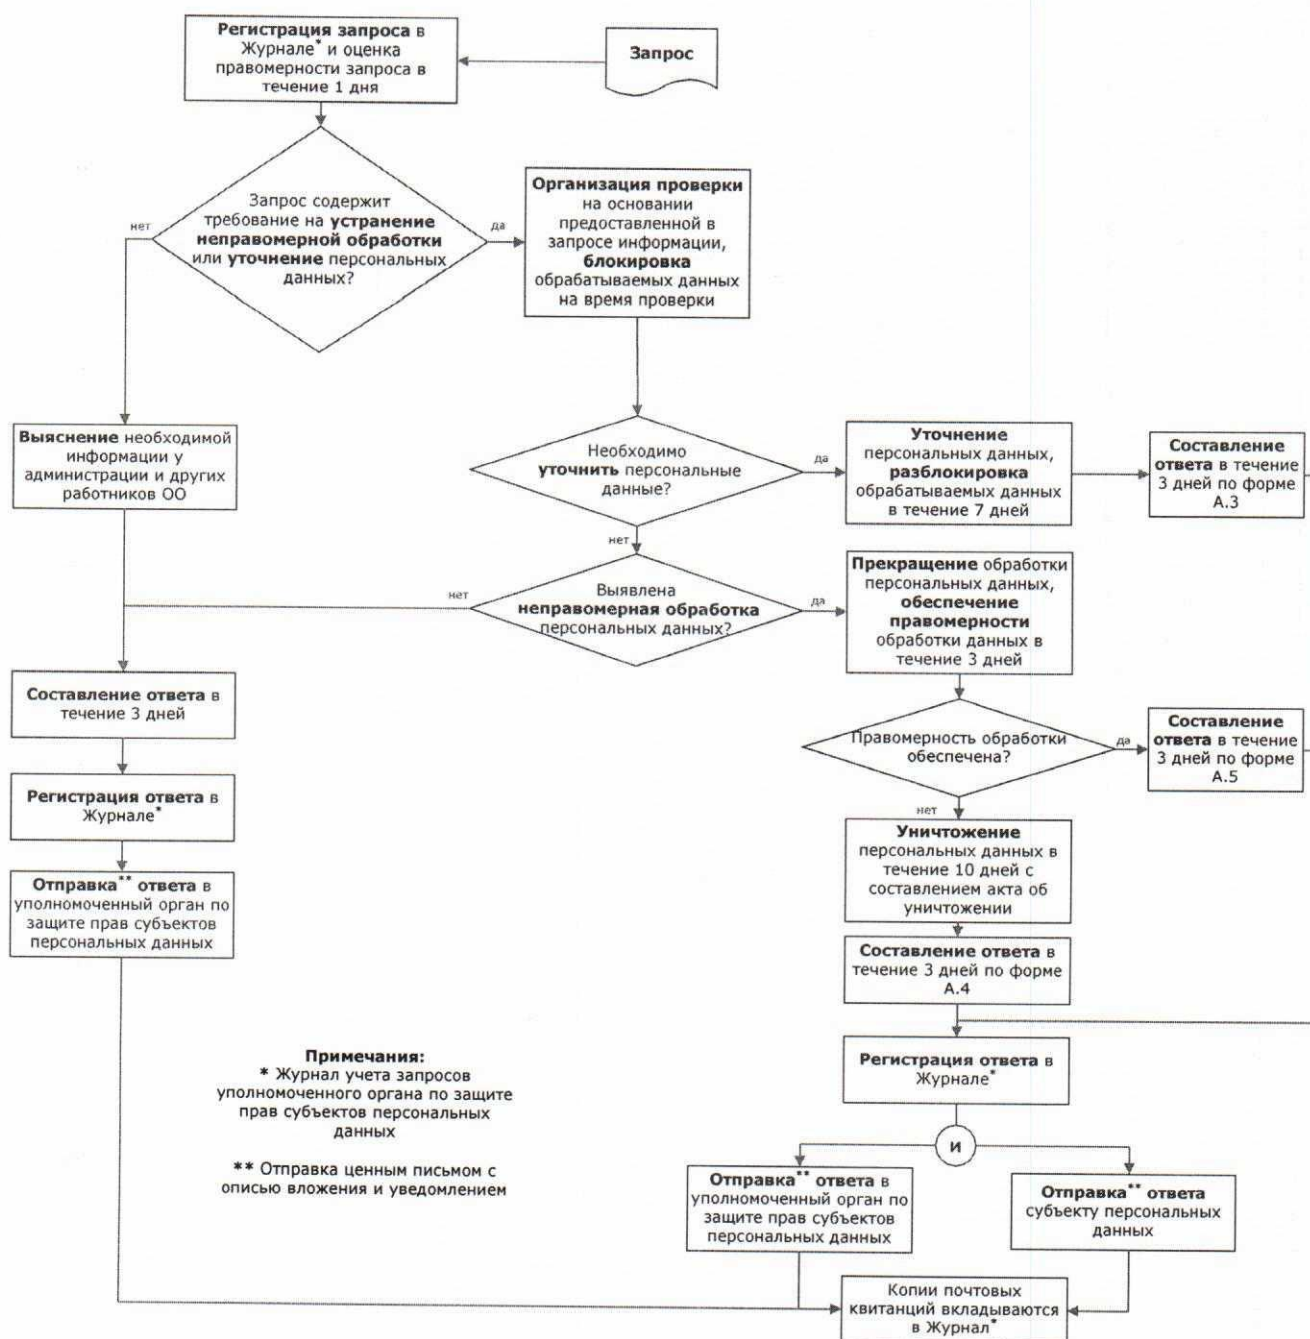 Регистрация запроса в
Журнале* и оценка
правомерности запроса в
течение 1 дня
Запрос
Запрос содержит
требование на устранение
неправомерной обработки
или уточнение персональных
данных?
нет
да
Организация проверки
на основании
предоставленной в
запросе информации,
блокировка
обрабатываемых данных
на время проверки
Выяснение необходимой
информации у
администрации и других
работников ОО
Необходимо
уточнить персональные
данные?
да
нет
Уточнение
персональных данных,
разблокировка
обрабатываемых данных
в течение 7 дней
Составление
ответа в течение
3 дней по форме
А.3
Выявлена
неправомерная обработка
персональных данных?
нет
да
Прекращение обработки
персональных данных,
обеспечение
правомерности
обработки данных в
течение 3 дней
Составление ответа в
течение 3 дней
Правомерность обработки
обеспечена?
да
нет
Составление
ответа в течение
3 дней по форме
А.5
Регистрация ответа в
Журнале*
Уничтожение
персональных данных в
течение 10 дней с
составлением акта об
уничтожении
Отправка** ответа в
уполномоченный орган по
защите прав субъектов
персональных данных
Составление ответа в
течение 3 дней по форме
А.4
Регистрация ответа в
Журнале*
Примечания:
* Журнал учета запросов
уполномоченного органа по защите
прав субъектов персональных
данных
** Отправка ценным письмом с
описью вложения и уведомлением
и
Отправка** ответа в
уполномоченный орган по
защите прав субъектов
персональных данных
Отправка** ответа
субъекту персональных
данных
Копии почтовых
квитанций вкладываются
в Журнал*